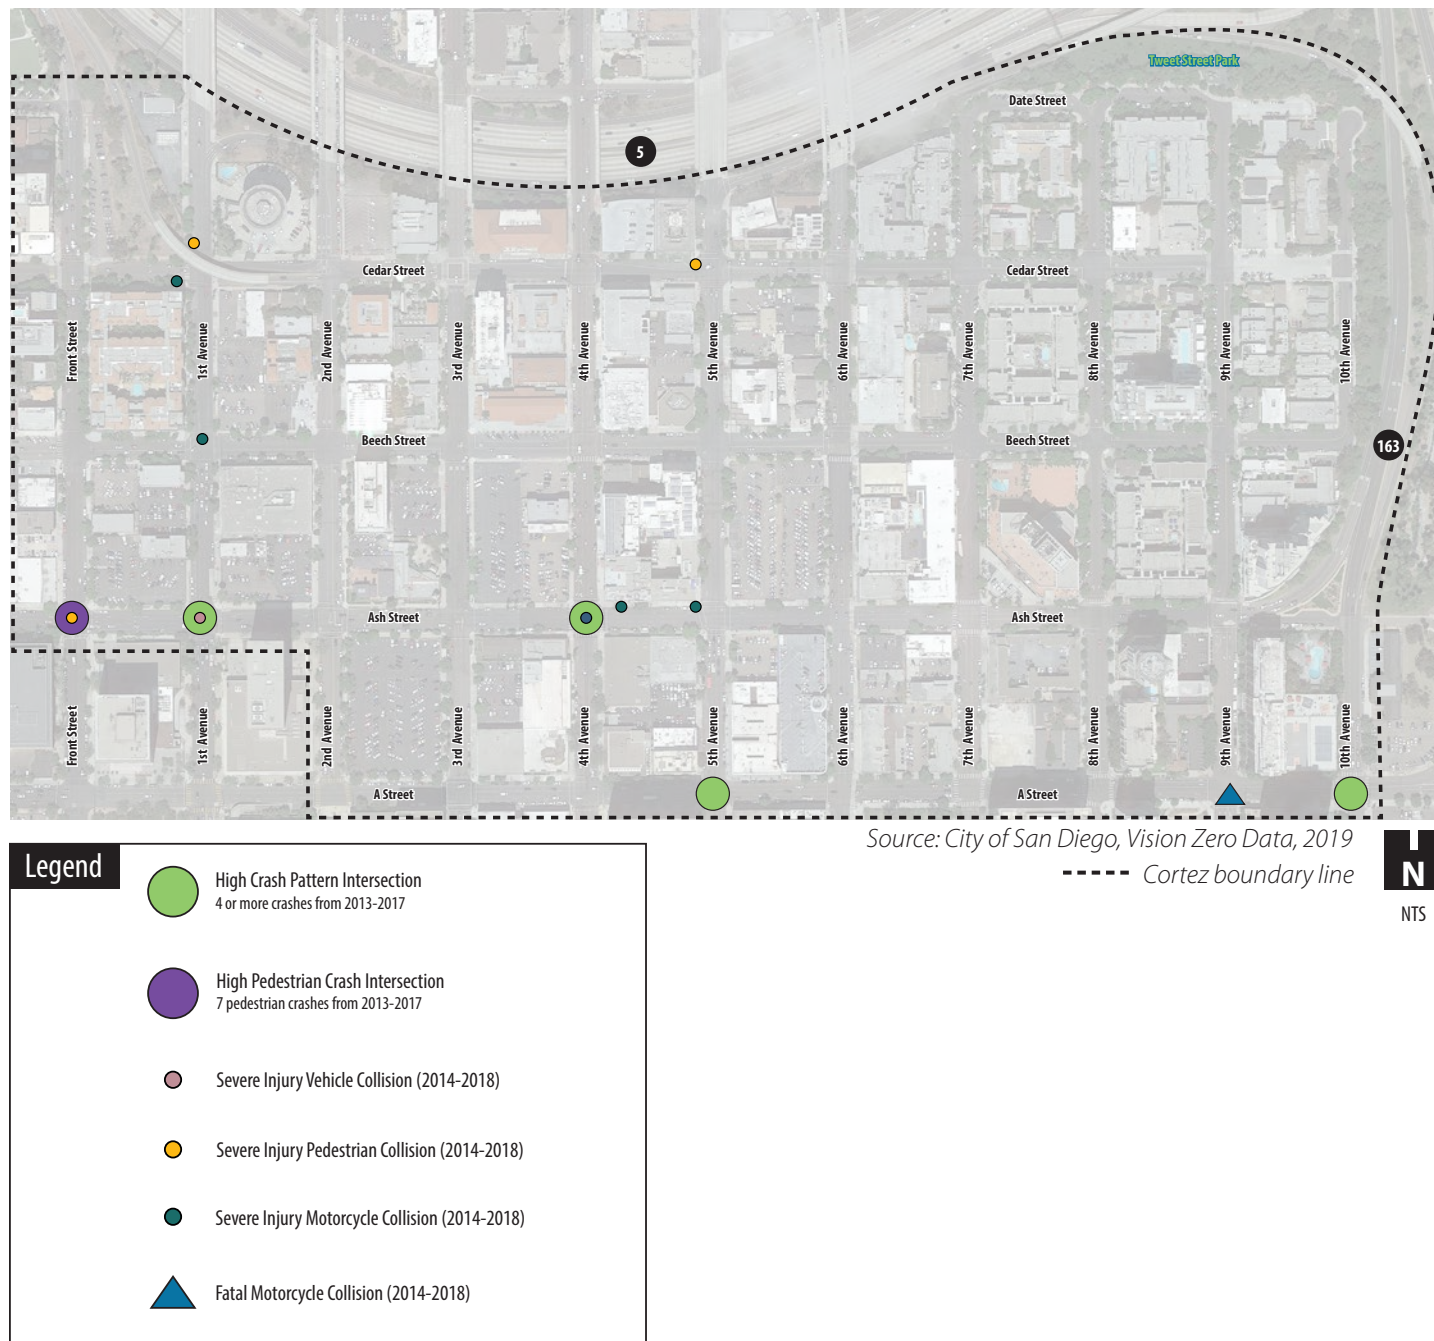 Tweet Street Park
Date Street
5
Cedar Street
Cedar Street
Front Street
1st Avenue
2nd Avenue
3rd Avenue
4th Avenue
5th Avenue
6th Avenue
7th Avenue
8th Avenue
9th Avenue
10th Avenue
Beech Street
Beech Street
163
Ash Street
Ash Street
Front Street
1st Avenue
2nd Avenue
3rd Avenue
4th Avenue
5th Avenue
6th Avenue
7th Avenue
8th Avenue
9th Avenue
10th Avenue
A Street
A Street
Source: City of San Diego, Vision Zero Data, 2019
Cortez boundary line
N
NTS
Legend
High Crash Pattern Intersection
4 or more crashes from 2013-2017
High Pedestrian Crash Intersection
7 pedestrian crashes from 2013-2017
Severe Injury Vehicle Collision (2014-2018)
Severe Injury Pedestrian Collision (2014-2018)
Severe Injury Motorcycle Collision (2014-2018)
Fatal Motorcycle Collision (2014-2018)